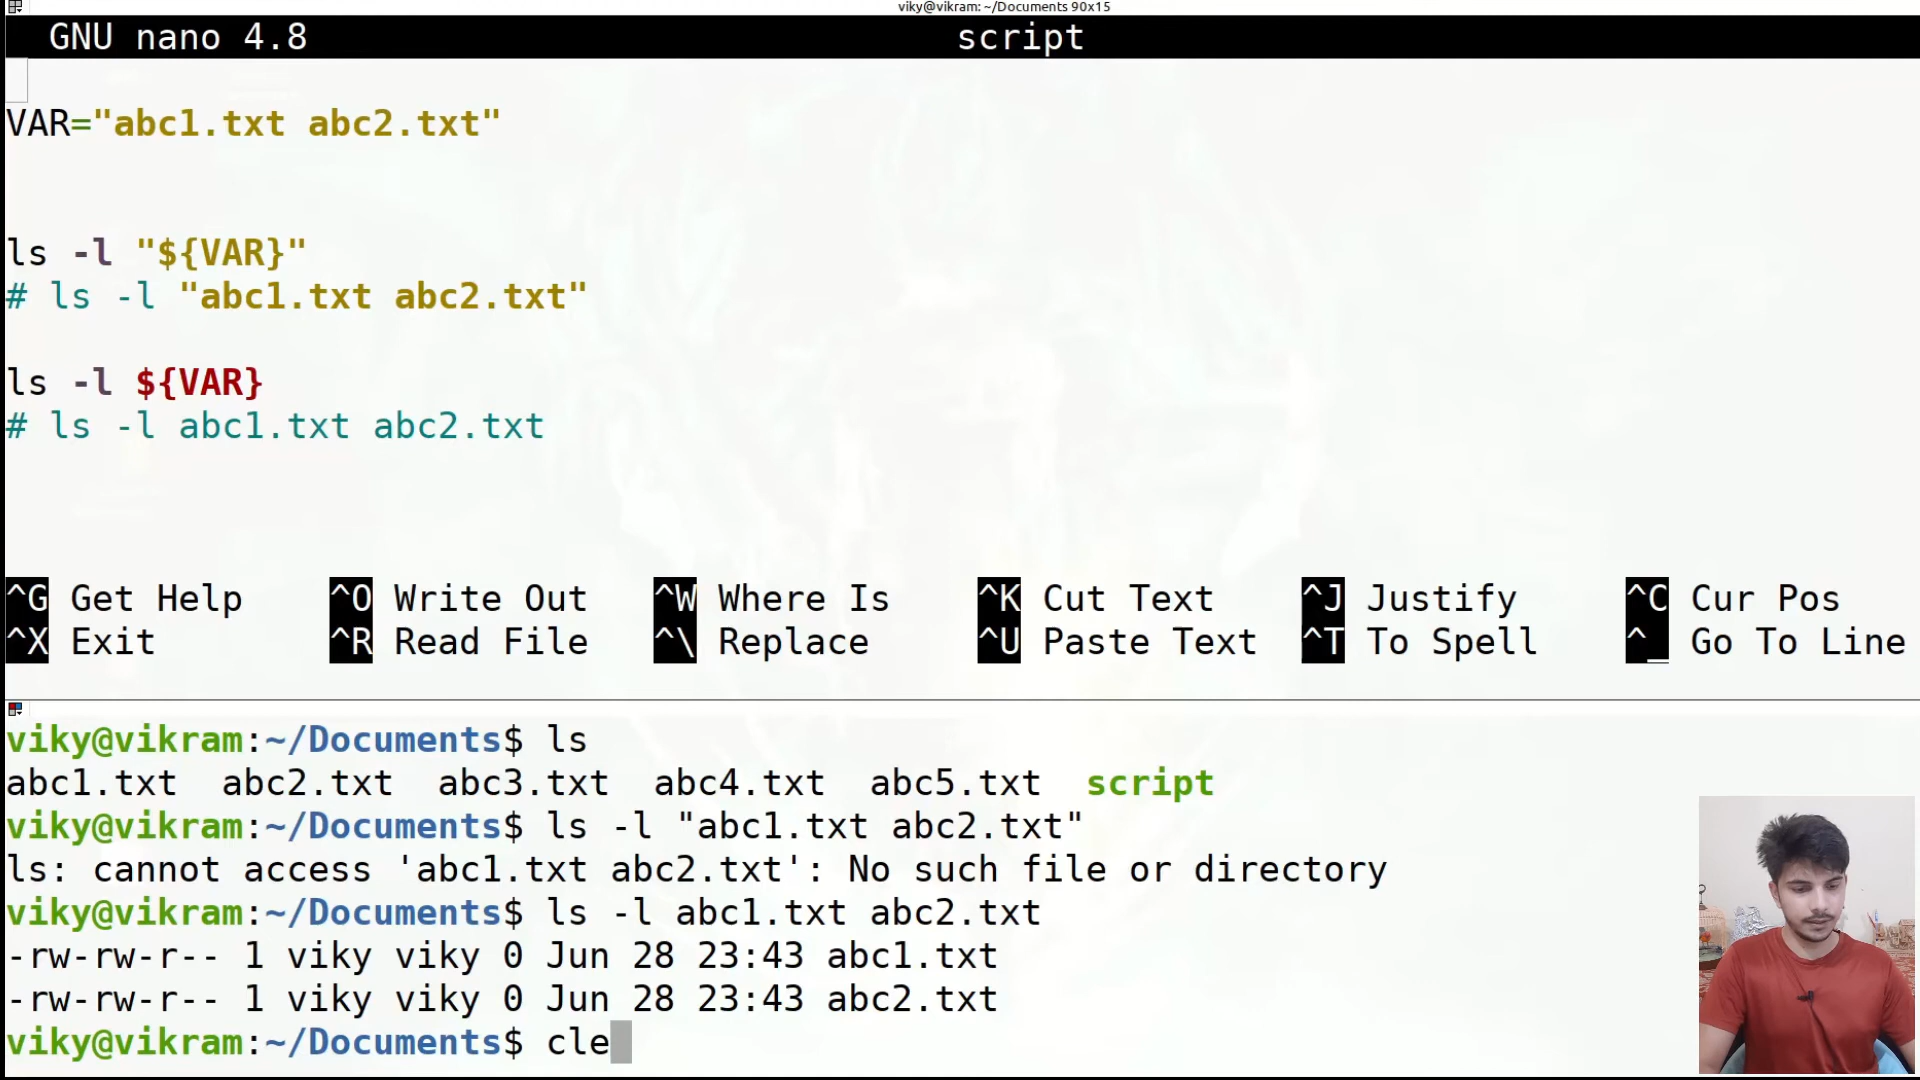 viky@vikram: ~/Documents 90x15
GNU nano 4.8 script
VAR="abc1.txt abc2.txt"
ls -l "${VAR}"
# ls -l "abc1.txt abc2.txt"
ls -l ${VAR}
# ls -l abc1.txt abc2.txt
^G Get Help ^O Write Out ^W Where Is ^K Cut Text ^J Justify ^C Cur Pos
^X Exit ^R Read File ^\ Replace ^U Paste Text ^T To Spell ^_ Go To Line
viky@vikram:~/Documents$ ls
abc1.txt abc2.txt abc3.txt abc4.txt abc5.txt script
viky@vikram:~/Documents$ ls -l "abc1.txt abc2.txt"
ls: cannot access 'abc1.txt abc2.txt': No such file or directory
viky@vikram:~/Documents$ ls -l abc1.txt abc2.txt
-rw-rw-r-- 1 viky viky 0 Jun 28 23:43 abc1.txt
-rw-rw-r-- 1 viky viky 0 Jun 28 23:43 abc2.txt
viky@vikram:~/Documents$ cle